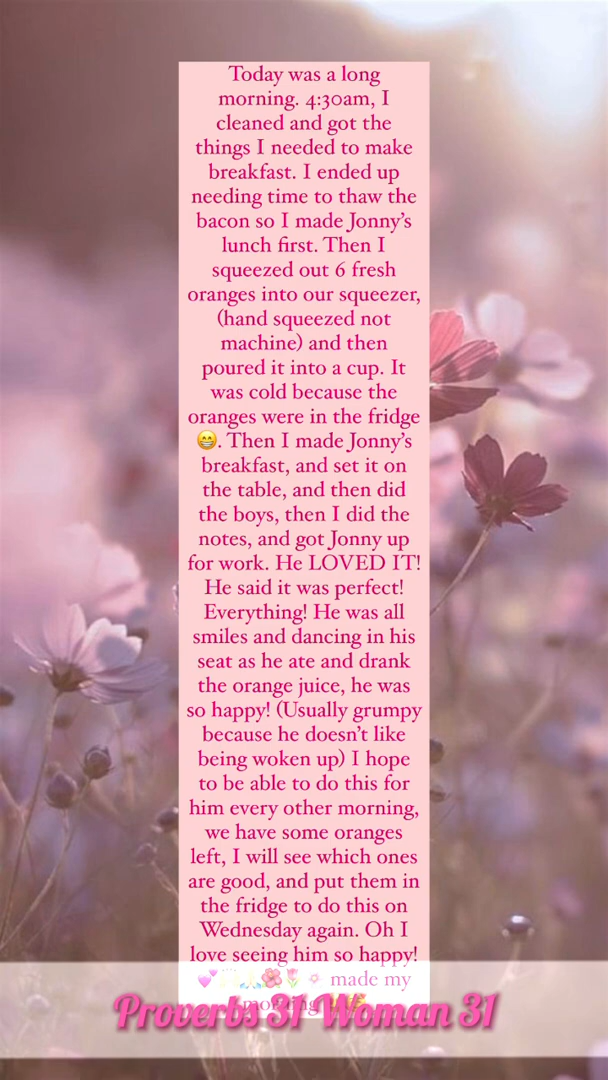 Today was a long
morning. 4:30am, I
cleaned and got the
things I needed to make
breakfast. I ended up
needing time to thaw the
bacon so I made Jonny’s
lunch first. Then I
squeezed out 6 fresh
oranges into our squeezer,
(hand squeezed not
machine) and then
poured it into a cup. It
was cold because the
oranges were in the fridge
😁. Then I made Jonny’s
breakfast, and set it on
the table, and then did
the boys, then I did the
notes, and got Jonny up
for work. He LOVED IT!
He said it was perfect!
Everything! He was all
smiles and dancing in his
seat as he ate and drank
the orange juice, he was
so happy! (Usually grumpy
because he doesn’t like
being woken up) I hope
to be able to do this for
him every other morning,
we have some oranges
left, I will see which ones
are good, and put them in
the fridge to do this on
Wednesday again. Oh I
love seeing him so happy!
made my
morning
Proverbs 31 Woman 31